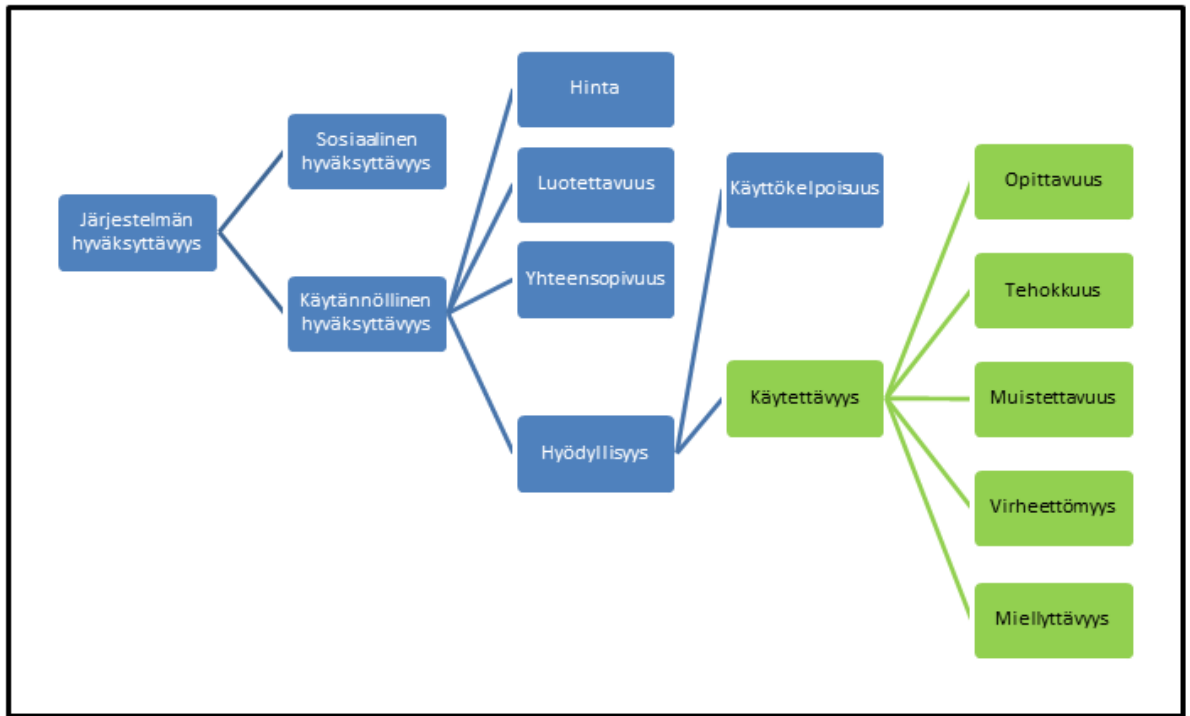 Järjestelmän
hyväksyttävyys
Sosiaalinen
hyväksyttävyys
Käytännöllinen
hyväksyttävyys
Hinta
Luotettavuus
Yhteensopivuus
Hyödyllisyys
Käyttökelpoisuus
Käytettävyys
Opittavuus
Tehokkuus
Muistettavuus
Virheettömyys
Miellyttävyys